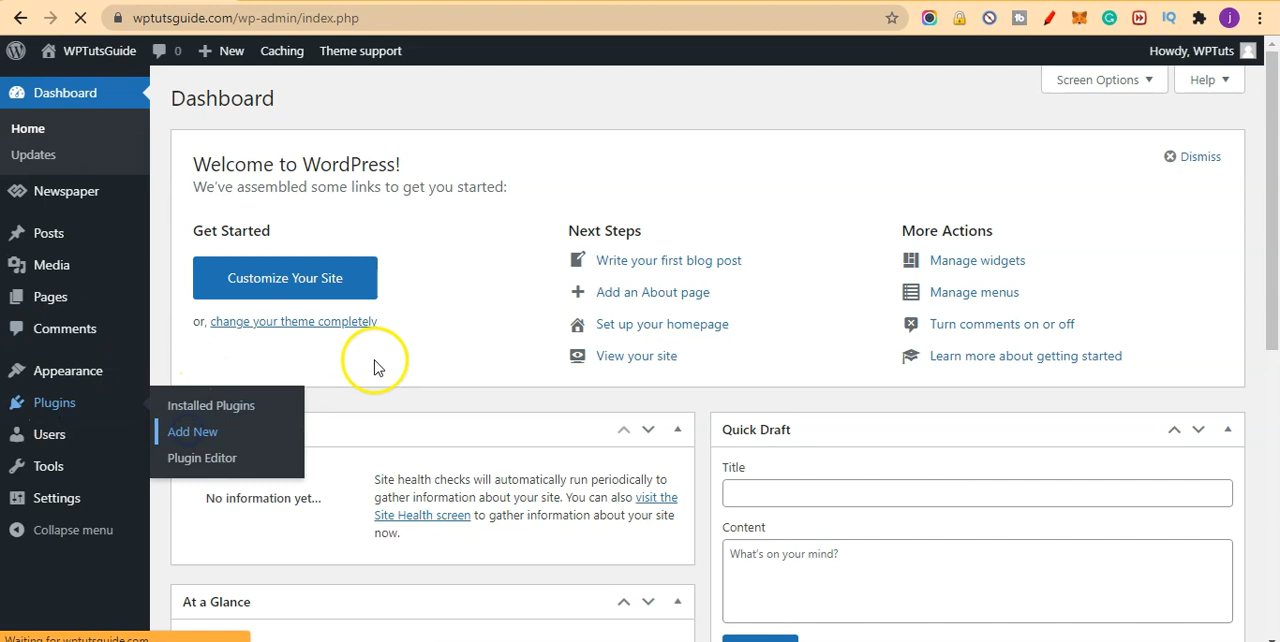 wptutsguide.com/wp-admin/index.php
j
WPTutsGuide 0 New Caching Theme support Howdy, WPTuts
Screen Options Help
Dashboard
Home
Updates
Newspaper
Posts
Media
Pages
Comments
Appearance
Plugins
Users
Tools
Settings
Collapse menu
Installed Plugins
Add New
Plugin Editor
Dashboard
Welcome to WordPress!
Dismiss
We've assembled some links to get you started:
Get Started
Customize Your Site
or, change your theme completely
Next Steps
Write your first blog post
Add an About page
Set up your homepage
View your site
More Actions
Manage widgets
Manage menus
Turn comments on or off
Learn more about getting started
No information yet...
Site health checks will automatically run periodically to
gather information about your site. You can also visit the
Site Health screen to gather information about your site
now.
At a Glance
Quick Draft
Title
Content
What's on your mind?
Waiting for wptutsguide.com